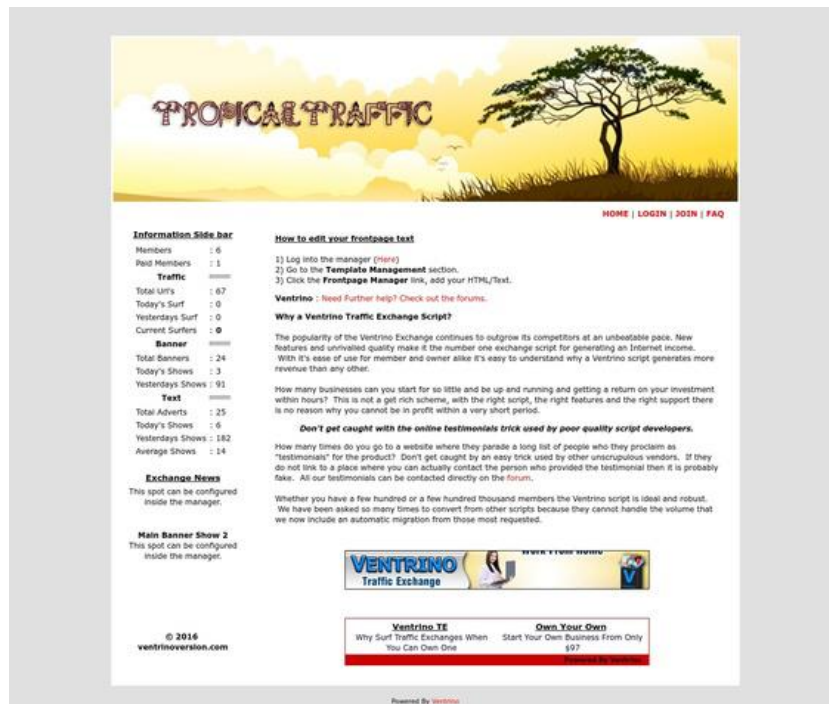 TROPICAL TRAFFIC
HOME | LOGIN | JOIN | FAQ
Information Side bar
Members : 6
Paid Members : 1
Traffic
Total Url's : 67
Today's Surf : 0
Yesterdays Surf : 0
Current Surfers : 0
Banner
Total Banners : 24
Today's Shows : 3
Yesterdays Shows : 91
Text
Total Adverts : 25
Today's Shows : 6
Yesterdays Shows : 182
Average Shows : 14
Exchange News
This spot can be configured
inside the manager.
Main Banner Show 2
This spot can be configured
inside the manager.
© 2016
ventrinoversion.com
How to edit your frontpage text
1) Log into the manager (Here)
2) Go to the Template Management section.
3) Click the Frontpage Manager link, add your HTML/Text.
Ventrino : Need Further help? Check out the forums.
Why a Ventrino Traffic Exchange Script?
The popularity of the Ventrino Exchange continues to outgrow its competitors at an unbeatable pace. New
features and unrivalled quality make it the number one exchange script for generating an Internet income.
With it's ease of use for member and owner alike it's easy to understand why a Ventrino script generates more
revenue than any other.
How many businesses can you start for so little and be up and running and getting a return on your investment
within hours? This is not a get rich scheme, with the right script, the right features and the right support there
is no reason why you cannot be in profit within a very short period.
Don't get caught with the online testimonials trick used by poor quality script developers.
How many times do you go to a website where they parade a long list of people who they proclaim as
"testimonials" for the product? Don't get caught by an easy trick used by other unscrupulous vendors. If they
do not link to a place where you can actually contact the person who provided the testimonial then it is probably
fake. All our testimonials can be contacted directly on the forum.
Whether you have a few hundred or a few hundred thousand members the Ventrino script is ideal and robust.
We have been asked so many times to convert from other scripts because they cannot handle the volume that
we now include an automatic migration from those most requested.
VENTRINO
Traffic Exchange
Work From Home
V
Ventrino TE
Why Surf Traffic Exchanges When
You Can Own One
Own Your Own
Start Your Own Business From Only
$97
Powered By Ventrino
Powered By Ventrino